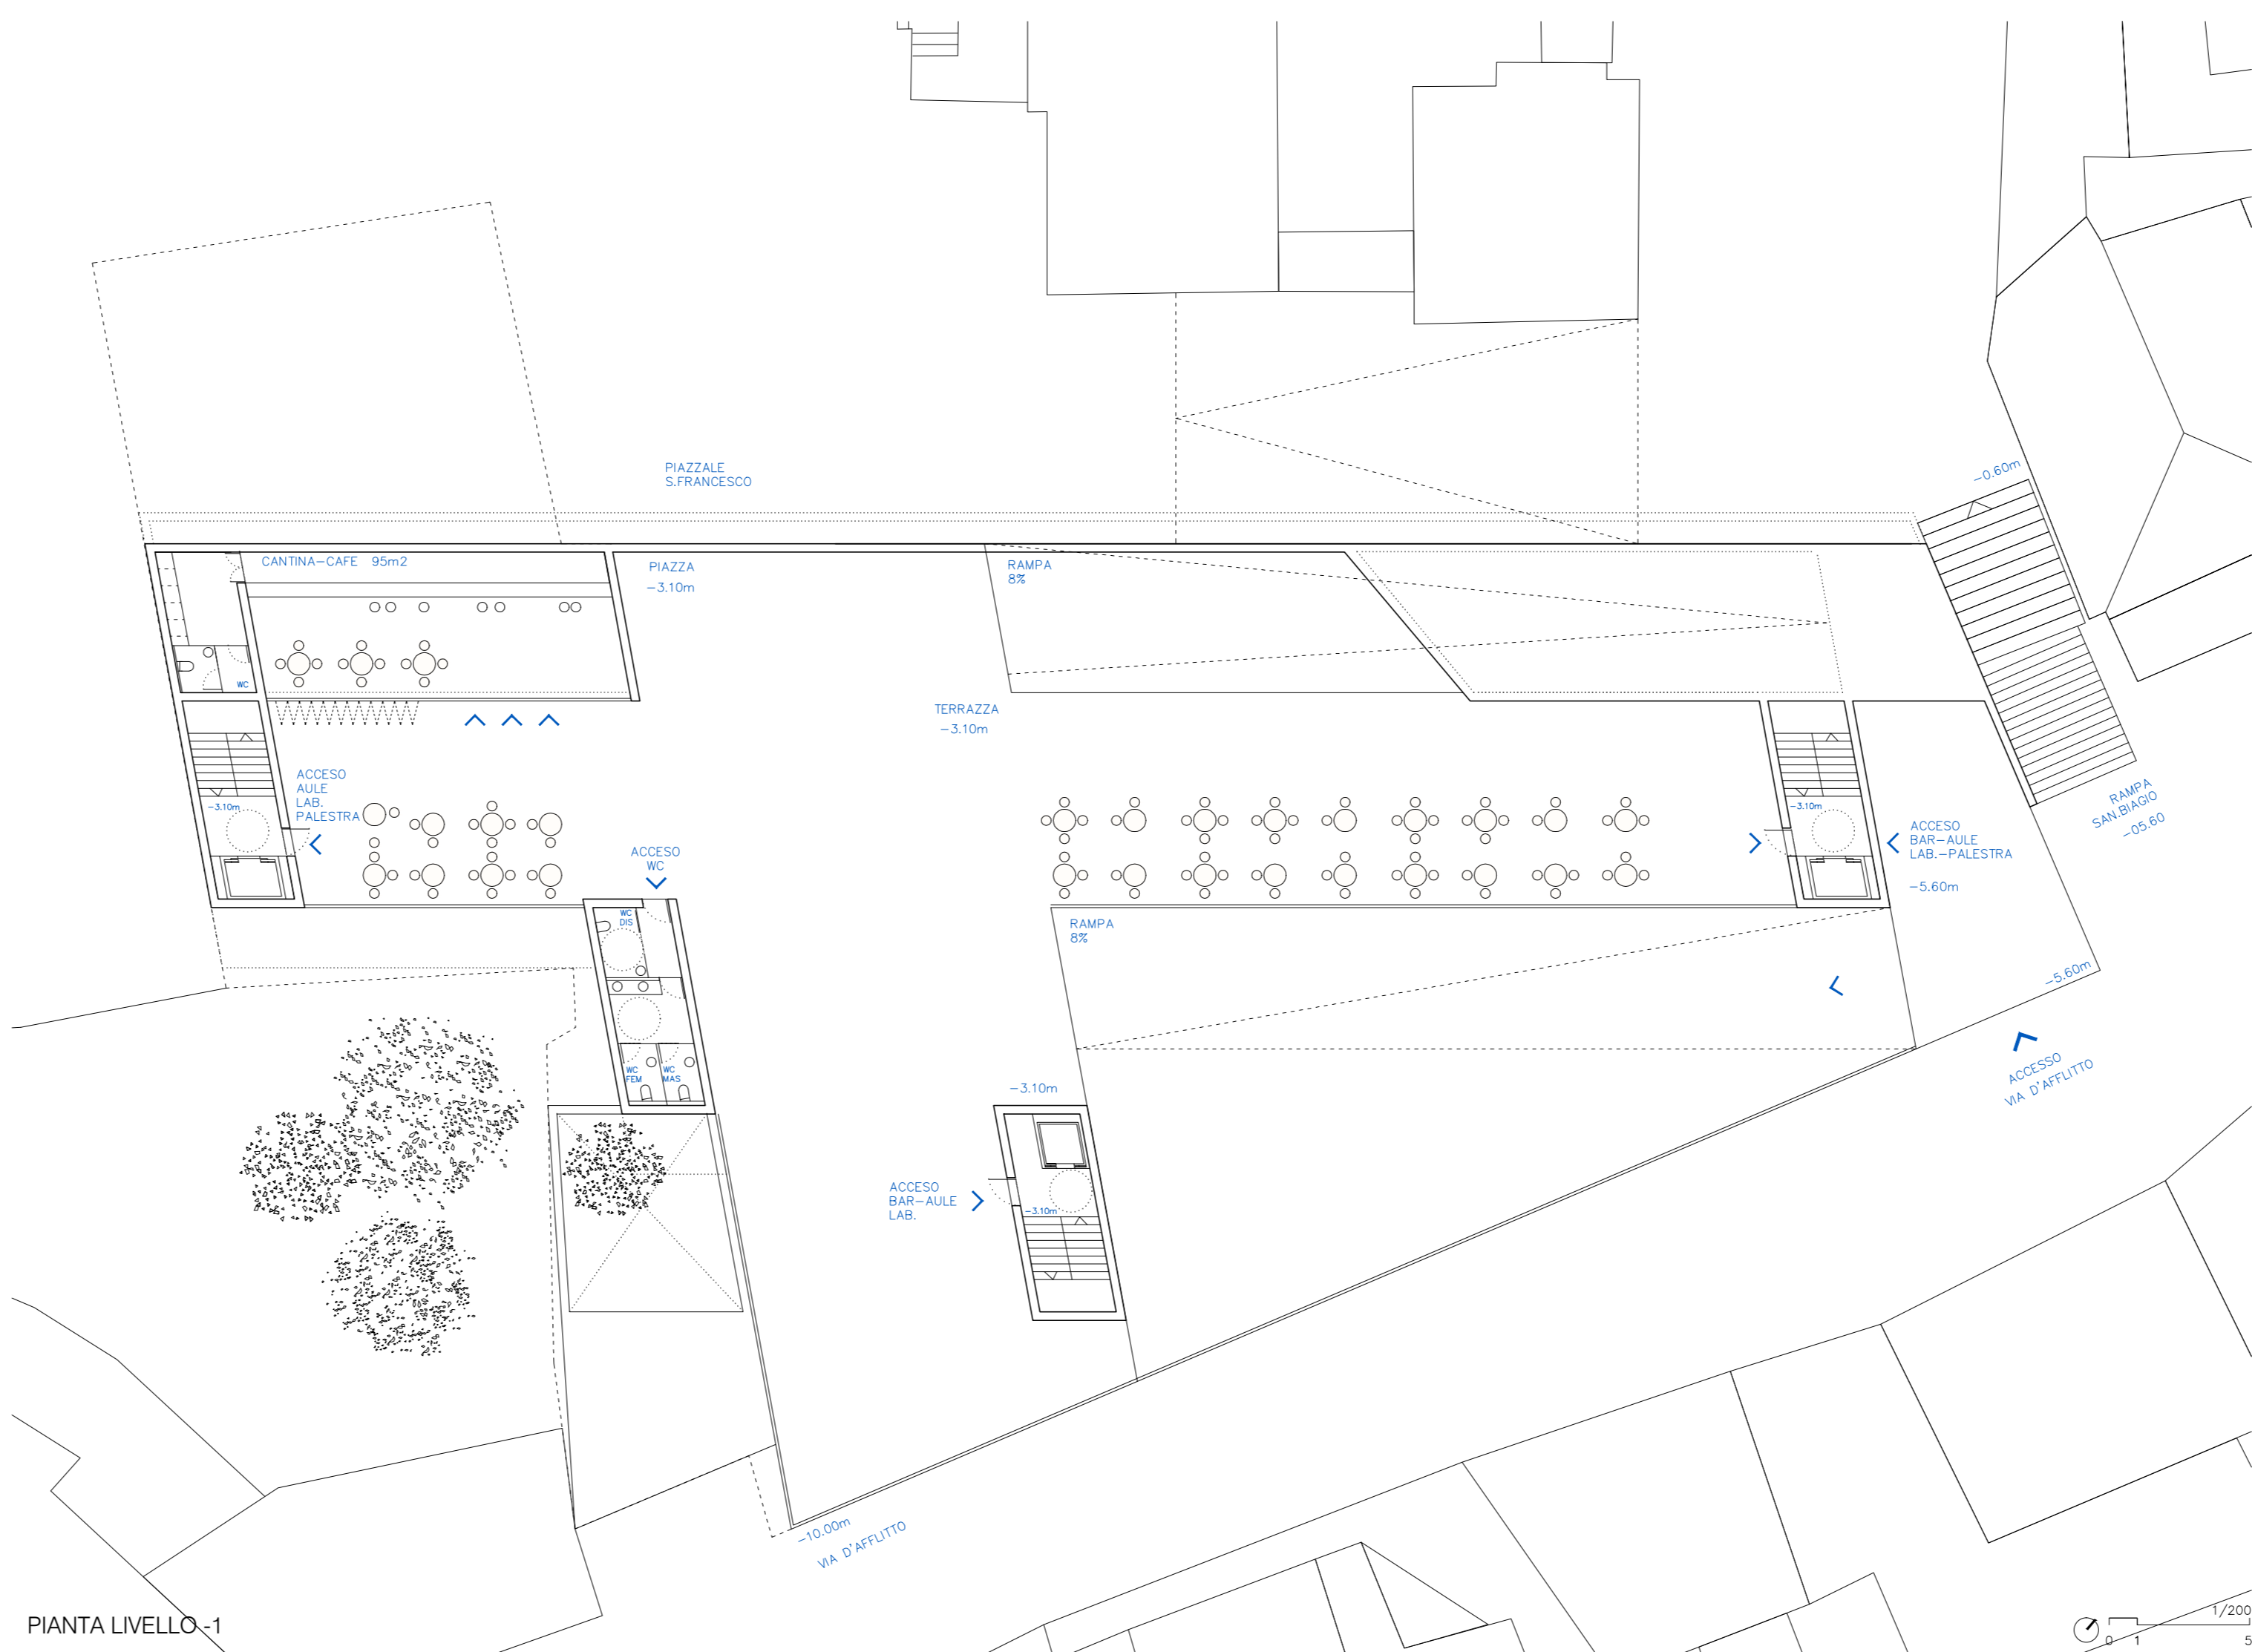 PIAZZALE
S.FRANCESCO
-0.60m
CANTINA-CAFE 95m2
PIAZZA
-3.10m
RAMPA
8%
WC
TERRAZZA
-3.10m
ACCESO
AULE
LAB.
PALESTRA
-3.10m
-3.10m
RAMPA
SAN.BIAGIO
-05.60
ACCESO
BAR-AULE
LAB.-PALESTRA
-5.60m
ACCESO
WC
WC
DIS
RAMPA
8%
-5.60m
ACCESSO
VIA D'AFFLITTO
WC
FEM
WC
MAS
-3.10m
ACCESO
BAR-AULE
LAB.
-3.10m
-10.00m
VIA D'AFFLITTO
PIANTA LIVELLO -1
1/200
0 1 5